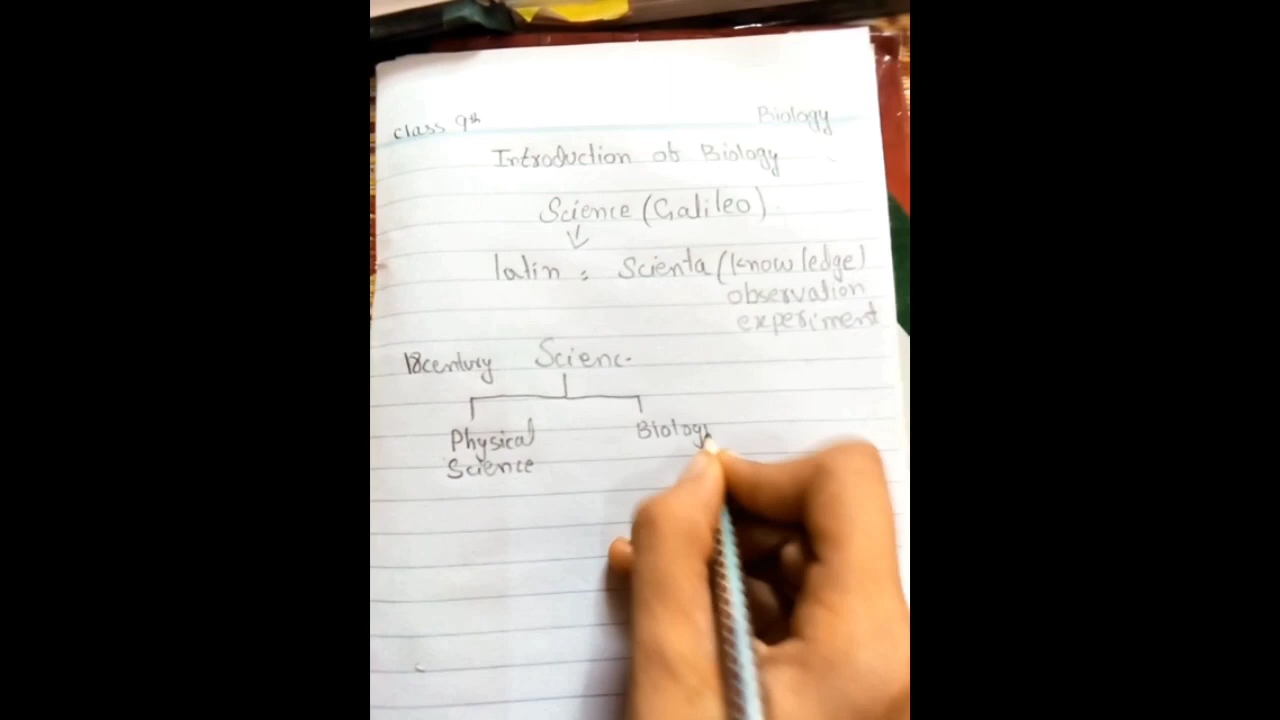 Class 9th Biology
Introduction of Biology
Science (Galileo)
latin : Scienta (knowledge)
observation
experiment
18century Scienc.
Physical Biology
Science